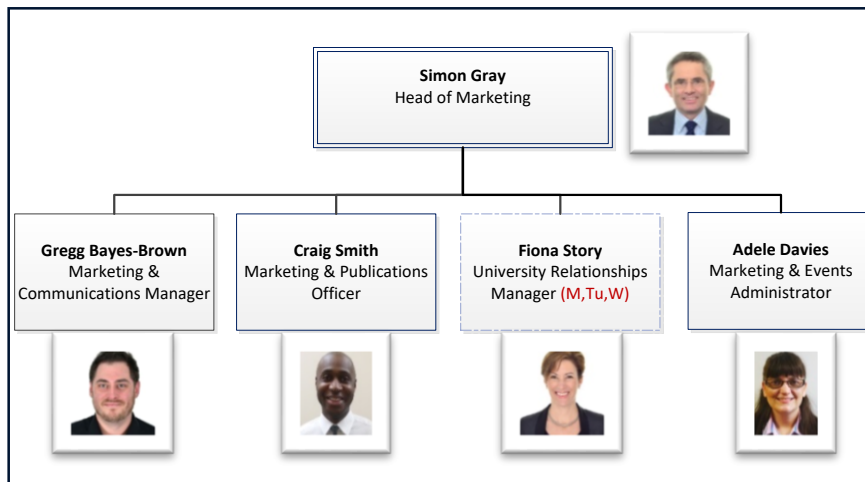 Simon Gray
Head of Marketing
Gregg Bayes-Brown
Marketing &
Communications Manager
Craig Smith
Marketing & Publications
Officer
Fiona Story
University Relationships
Manager (M,Tu,W)
Adele Davies
Marketing & Events
Administrator